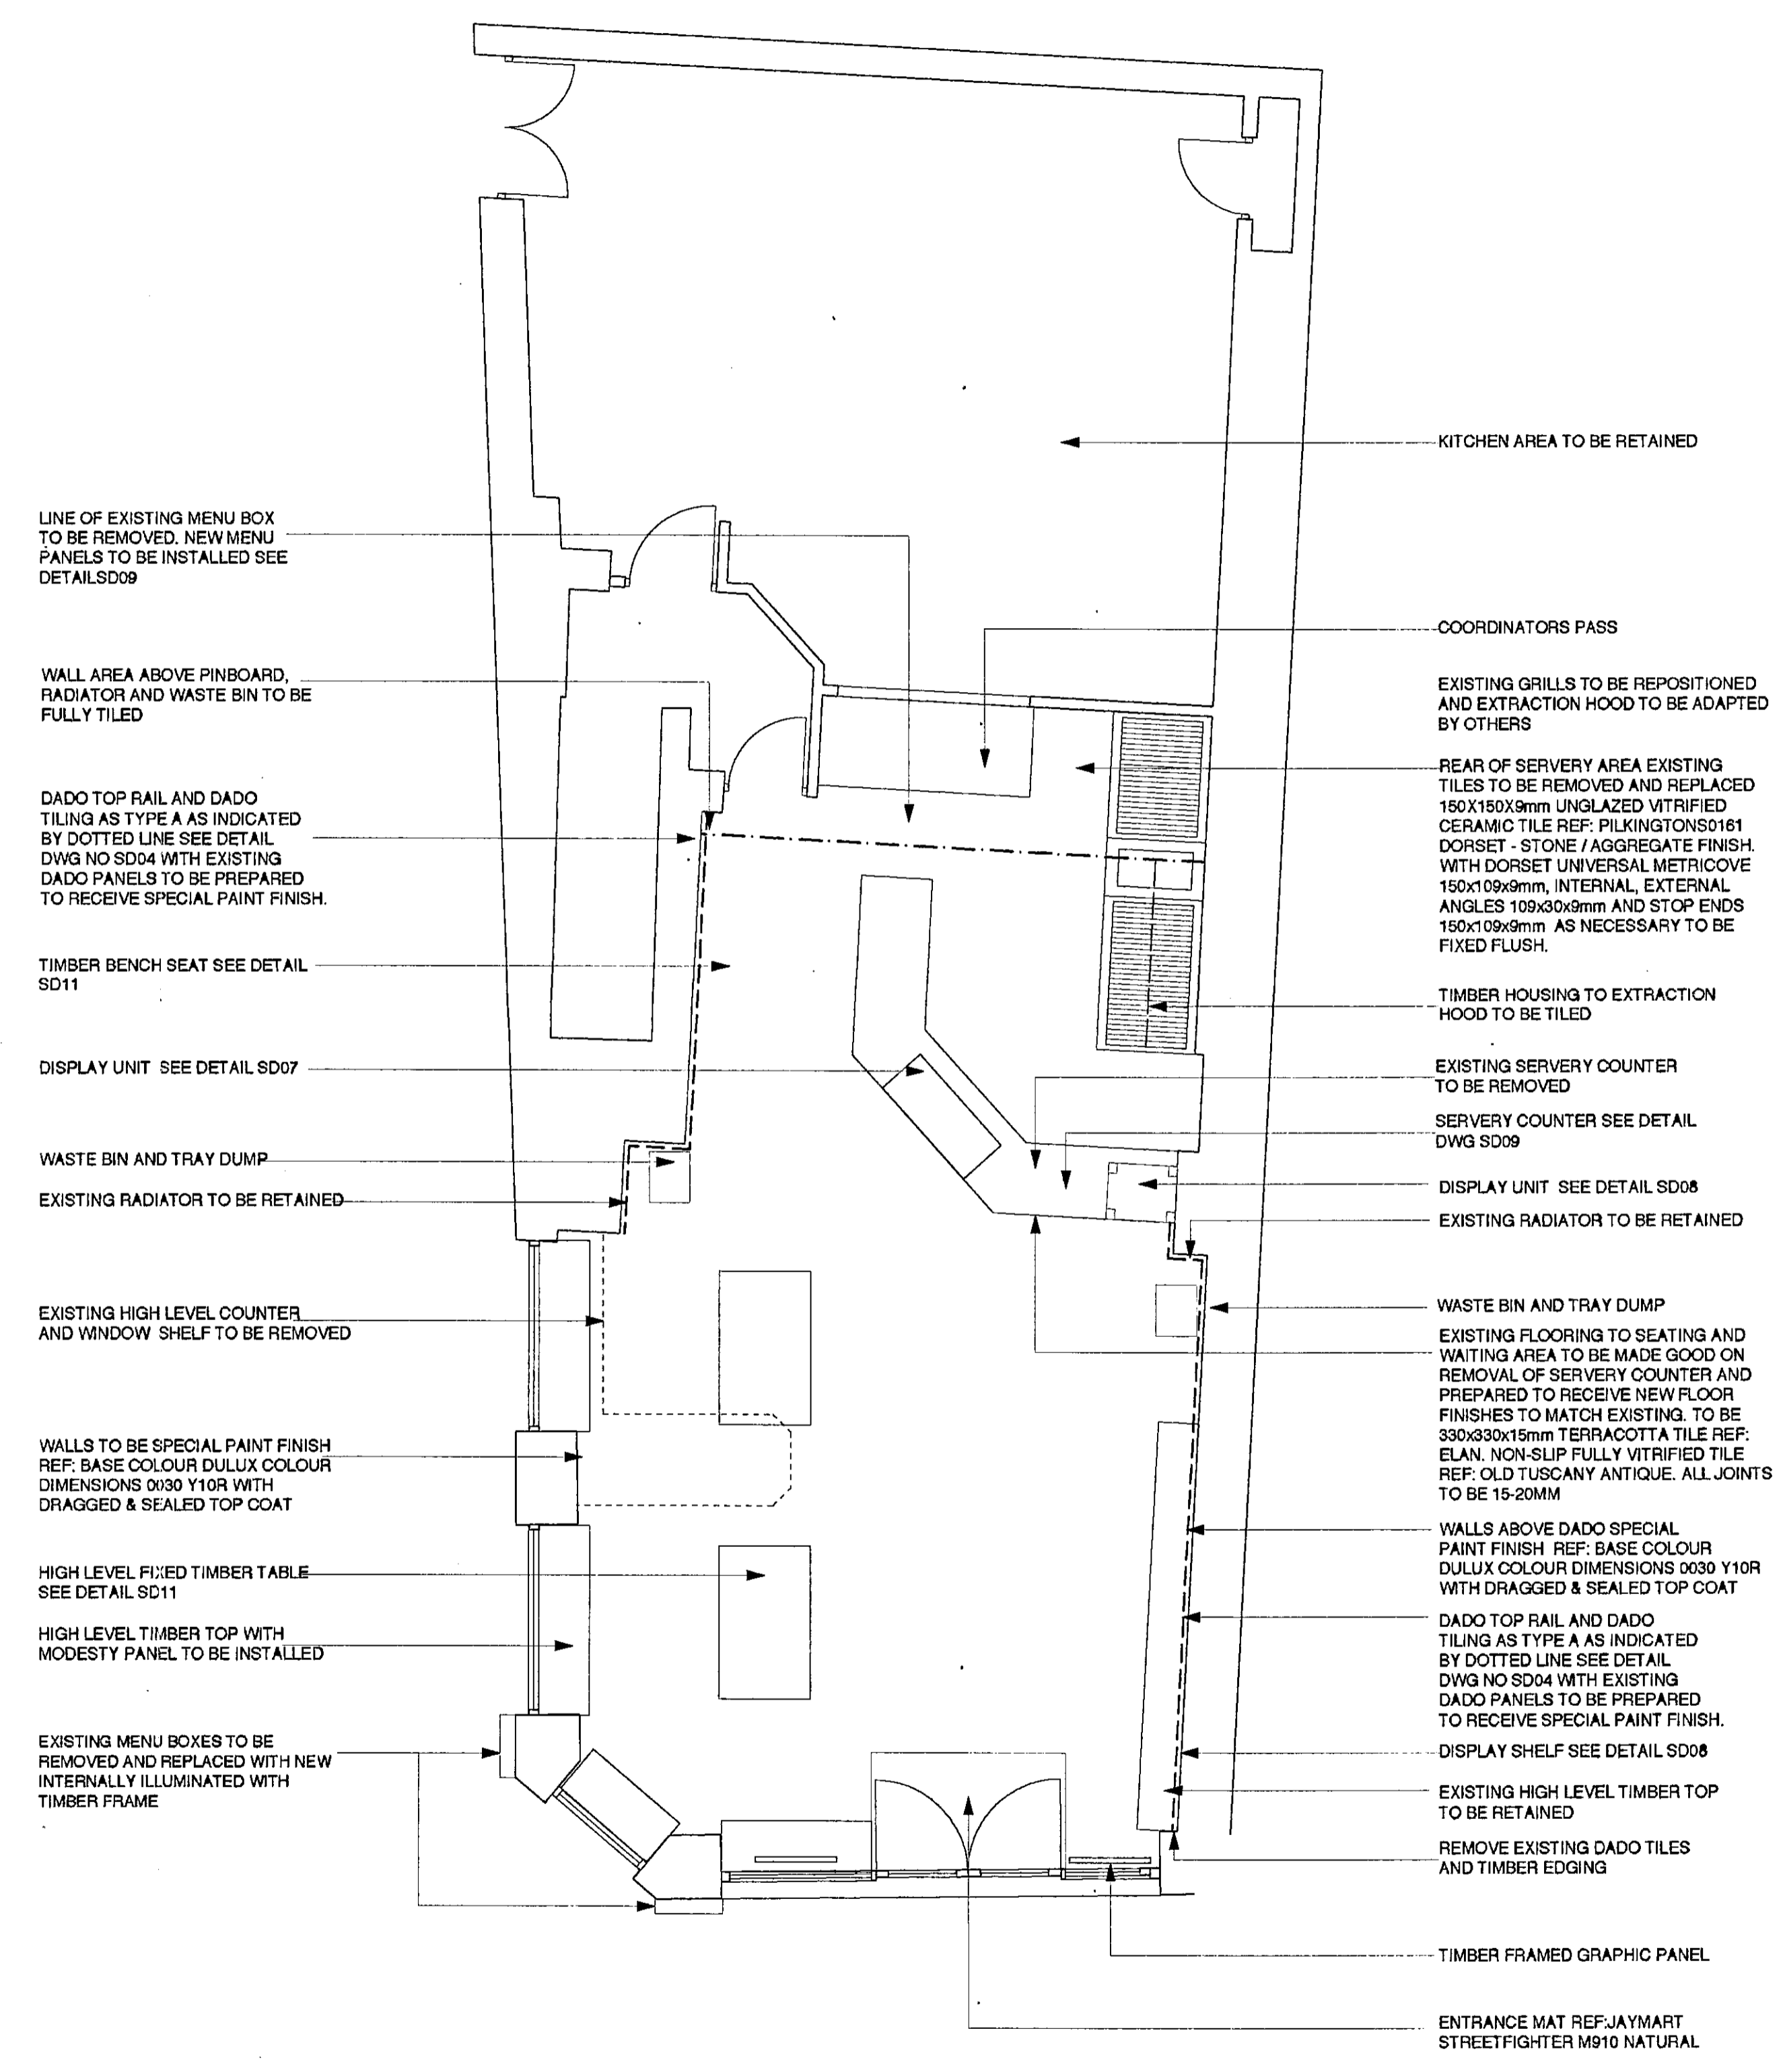 LINE OF EXISTING MENU BOX
TO BE REMOVED. NEW MENU
PANELS TO BE INSTALLED SEE
DETAILSD09
WALL AREA ABOVE PINBOARD,
RADIATOR AND WASTE BIN TO BE
FULLY TILED
DADO TOP RAIL AND DADO
TILING AS TYPE A AS INDICATED
BY DOTTED LINE SEE DETAIL
DWG NO SD04 WITH EXISTING
DADO PANELS TO BE PREPARED
TO RECEIVE SPECIAL PAINT FINISH.
TIMBER BENCH SEAT SEE DETAIL
SD11
DISPLAY UNIT SEE DETAIL SD07
WASTE BIN AND TRAY DUMP
EXISTING RADIATOR TO BE RETAINED
EXISTING HIGH LEVEL COUNTER
AND WINDOW SHELF TO BE REMOVED
WALLS TO BE SPECIAL PAINT FINISH
REF: BASE COLOUR DULUX COLOUR
DIMENSIONS 0030 Y10R WITH
DRAGGED & SEALED TOP COAT
HIGH LEVEL FIXED TIMBER TABLE
SEE DETAIL SD11
HIGH LEVEL TIMBER TOP WITH
MODESTY PANEL TO BE INSTALLED
EXISTING MENU BOXES TO BE
REMOVED AND REPLACED WITH NEW
INTERNALLY ILLUMINATED WITH
TIMBER FRAME
KITCHEN AREA TO BE RETAINED
COORDINATORS PASS
EXISTING GRILLS TO BE REPOSITIONED
AND EXTRACTION HOOD TO BE ADAPTED
BY OTHERS
REAR OF SERVERY AREA EXISTING
TILES TO BE REMOVED AND REPLACED
150X150X9mm UNGLAZED VITRIFIED
CERAMIC TILE REF: PILKINGTONS0161
DORSET - STONE / AGGREGATE FINISH.
WITH DORSET UNIVERSAL METRICOVE
150x109x9mm, INTERNAL, EXTERNAL
ANGLES 109x30x9mm AND STOP ENDS
150x109x9mm AS NECESSARY TO BE
FIXED FLUSH.
TIMBER HOUSING TO EXTRACTION
HOOD TO BE TILED
EXISTING SERVERY COUNTER
TO BE REMOVED
SERVERY COUNTER SEE DETAIL
DWG SD09
DISPLAY UNIT SEE DETAIL SD08
EXISTING RADIATOR TO BE RETAINED
WASTE BIN AND TRAY DUMP
EXISTING FLOORING TO SEATING AND
WAITING AREA TO BE MADE GOOD ON
REMOVAL OF SERVERY COUNTER AND
PREPARED TO RECEIVE NEW FLOOR
FINISHES TO MATCH EXISTING. TO BE
330x330x15mm TERRACOTTA TILE REF:
ELAN. NON-SLIP FULLY VITRIFIED TILE
REF: OLD TUSCANY ANTIQUE. ALL JOINTS
TO BE 15-20MM
WALLS ABOVE DADO SPECIAL
PAINT FINISH REF: BASE COLOUR
DULUX COLOUR DIMENSIONS 0030 Y10R
WITH DRAGGED & SEALED TOP COAT
DADO TOP RAIL AND DADO
TILING AS TYPE A AS INDICATED
BY DOTTED LINE SEE DETAIL
DWG NO SD04 WITH EXISTING
DADO PANELS TO BE PREPARED
TO RECEIVE SPECIAL PAINT FINISH.
DISPLAY SHELF SEE DETAIL SD08
EXISTING HIGH LEVEL TIMBER TOP
TO BE RETAINED
REMOVE EXISTING DADO TILES
AND TIMBER EDGING
TIMBER FRAMED GRAPHIC PANEL
ENTRANCE MAT REF:JAYMART
STREETFIGHTER M910 NATURAL